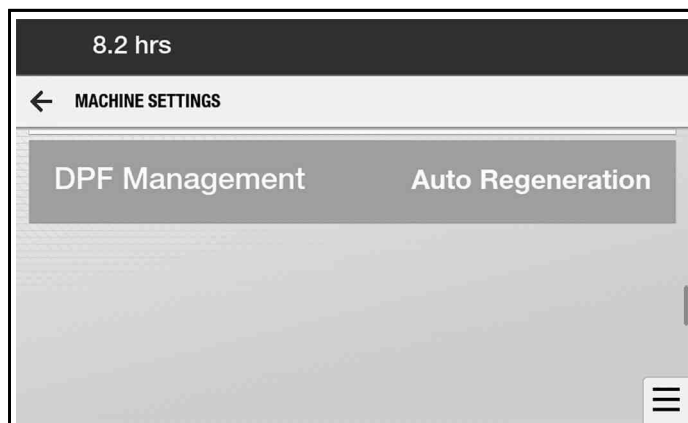 8.2 hrs
MACHINE SETTINGS
DPF Management Auto Regeneration